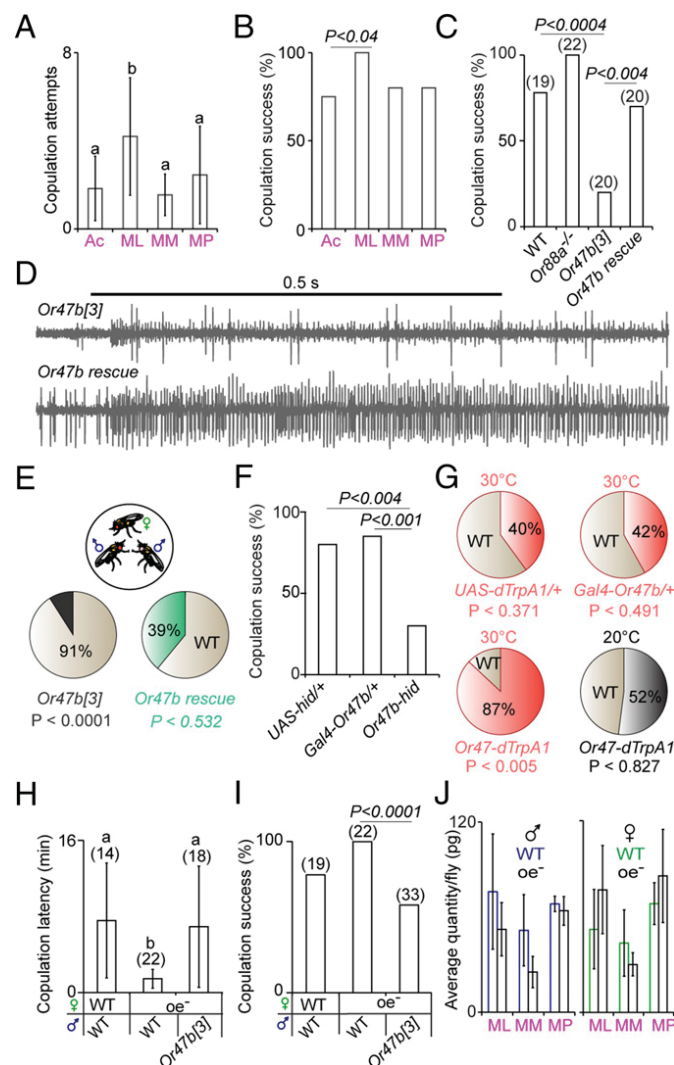 A
Copulation attempts
8
0
a
b
a
a
Ac ML MM MP
B
Copulation success (%)
100
50
0
P<0.04
Ac ML MM MP
C
Copulation success (%)
100
50
0
P<0.0004
P<0.004
(19)
(22)
(20)
(20)
WT
Or88a-/-
Or47b[3]
Or47b rescue
D
0.5 s
Or47b[3]
Or47b rescue
E
♀
♂ ♂
91%
Or47b[3]
P < 0.0001
39%
WT
Or47b rescue
P < 0.532
F
Copulation success (%)
100
50
0
P<0.004
P<0.001
UAS-hid/+
Gal4-Or47b/+
Or47b-hid
G
30°C
WT
40%
UAS-dTrpA1/+
P < 0.371
30°C
WT
42%
Gal4-Or47b/+
P < 0.491
30°C
WT
87%
Or47-dTrpA1
P < 0.005
20°C
WT
52%
Or47-dTrpA1
P < 0.827
H
Copulation latency (min)
16
0
a
(14)
b
(22)
a
(18)
♀ WT oe-
♂ WT WT Or47b[3]
I
Copulation success (%)
100
50
0
P<0.0001
(19)
(22)
(33)
♀ WT oe-
♂ WT WT Or47b[3]
J
Average quantity/fly (pg)
120
0
♂
WT
oe-
ML MM MP
♀
WT
oe-
ML MM MP